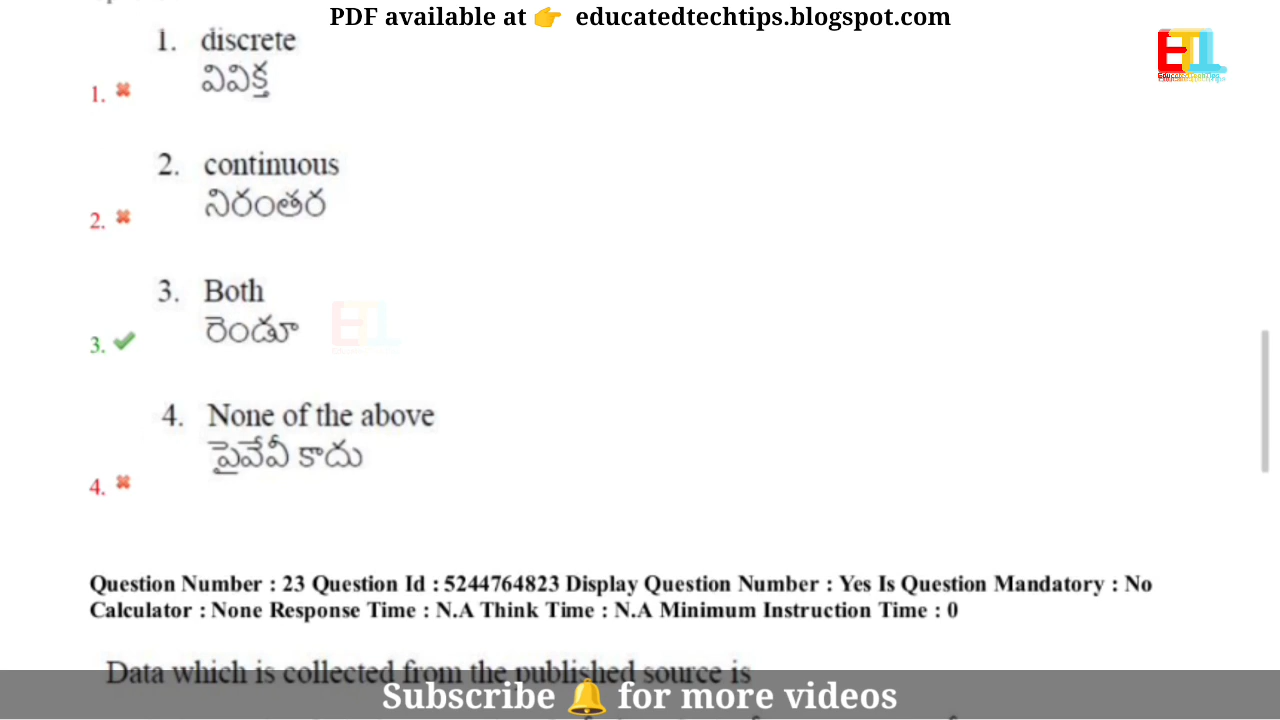 PDF available at 👉 educatedtechtips.blogspot.com
1. discrete
వివిక్త
1.
2. continuous
నిరంతర
2.
3. Both
రెండూ
3.
4. None of the above
పైవేవీ కాదు
4.
Question Number : 23 Question Id : 5244764823 Display Question Number : Yes Is Question Mandatory : No
Calculator : None Response Time : N.A Think Time : N.A Minimum Instruction Time : 0
Data which is collected from the published source is
Subscribe 🔔 for more videos